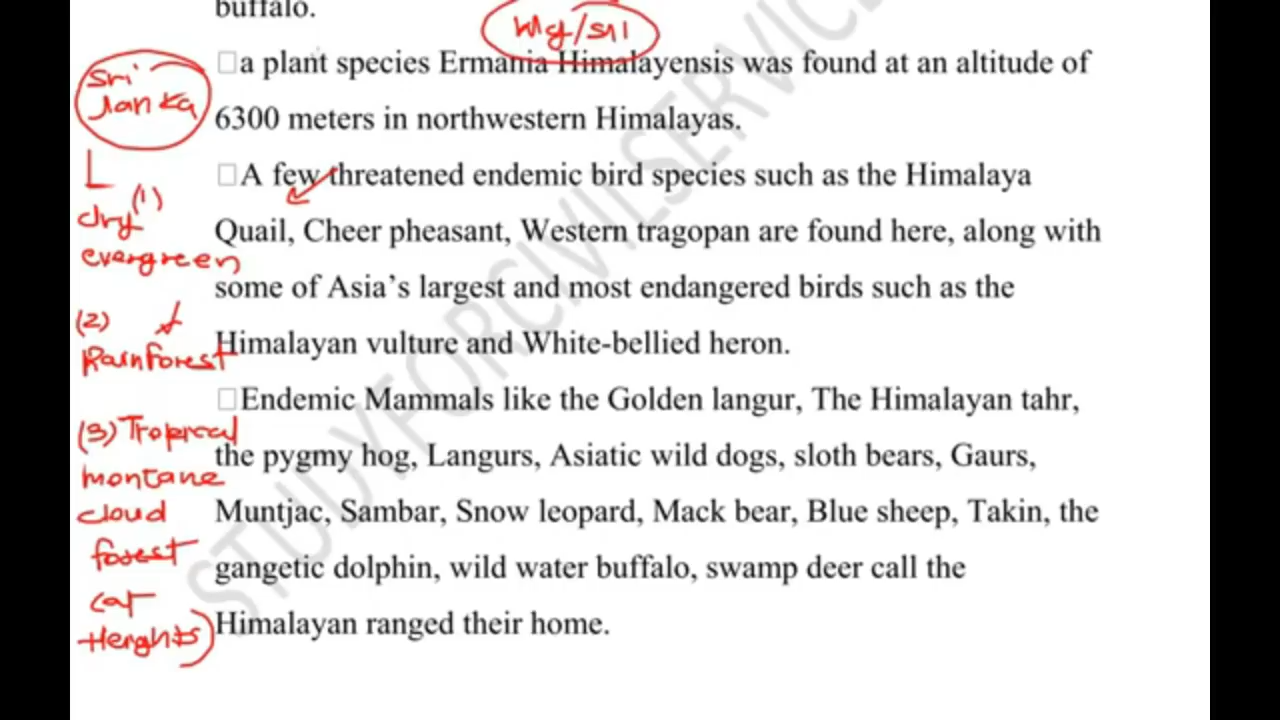 buffalo.
Wg/Srl
□a plant species Ermania Himalayensis was found at an altitude of
6300 meters in northwestern Himalayas.
□A few threatened endemic bird species such as the Himalaya
Quail, Cheer pheasant, Western tragopan are found here, along with
some of Asia’s largest and most endangered birds such as the
Himalayan vulture and White-bellied heron.
□Endemic Mammals like the Golden langur, The Himalayan tahr,
the pygmy hog, Langurs, Asiatic wild dogs, sloth bears, Gaurs,
Muntjac, Sambar, Snow leopard, Mack bear, Blue sheep, Takin, the
gangetic dolphin, wild water buffalo, swamp deer call the
Himalayan ranged their home.
Sri
lanka
(1)
dry
evergreen
(2)
Rainforest
(3) Tropical
montane
cloud
forest
(at
Heights)
STUDYFORCIVILSERVICE